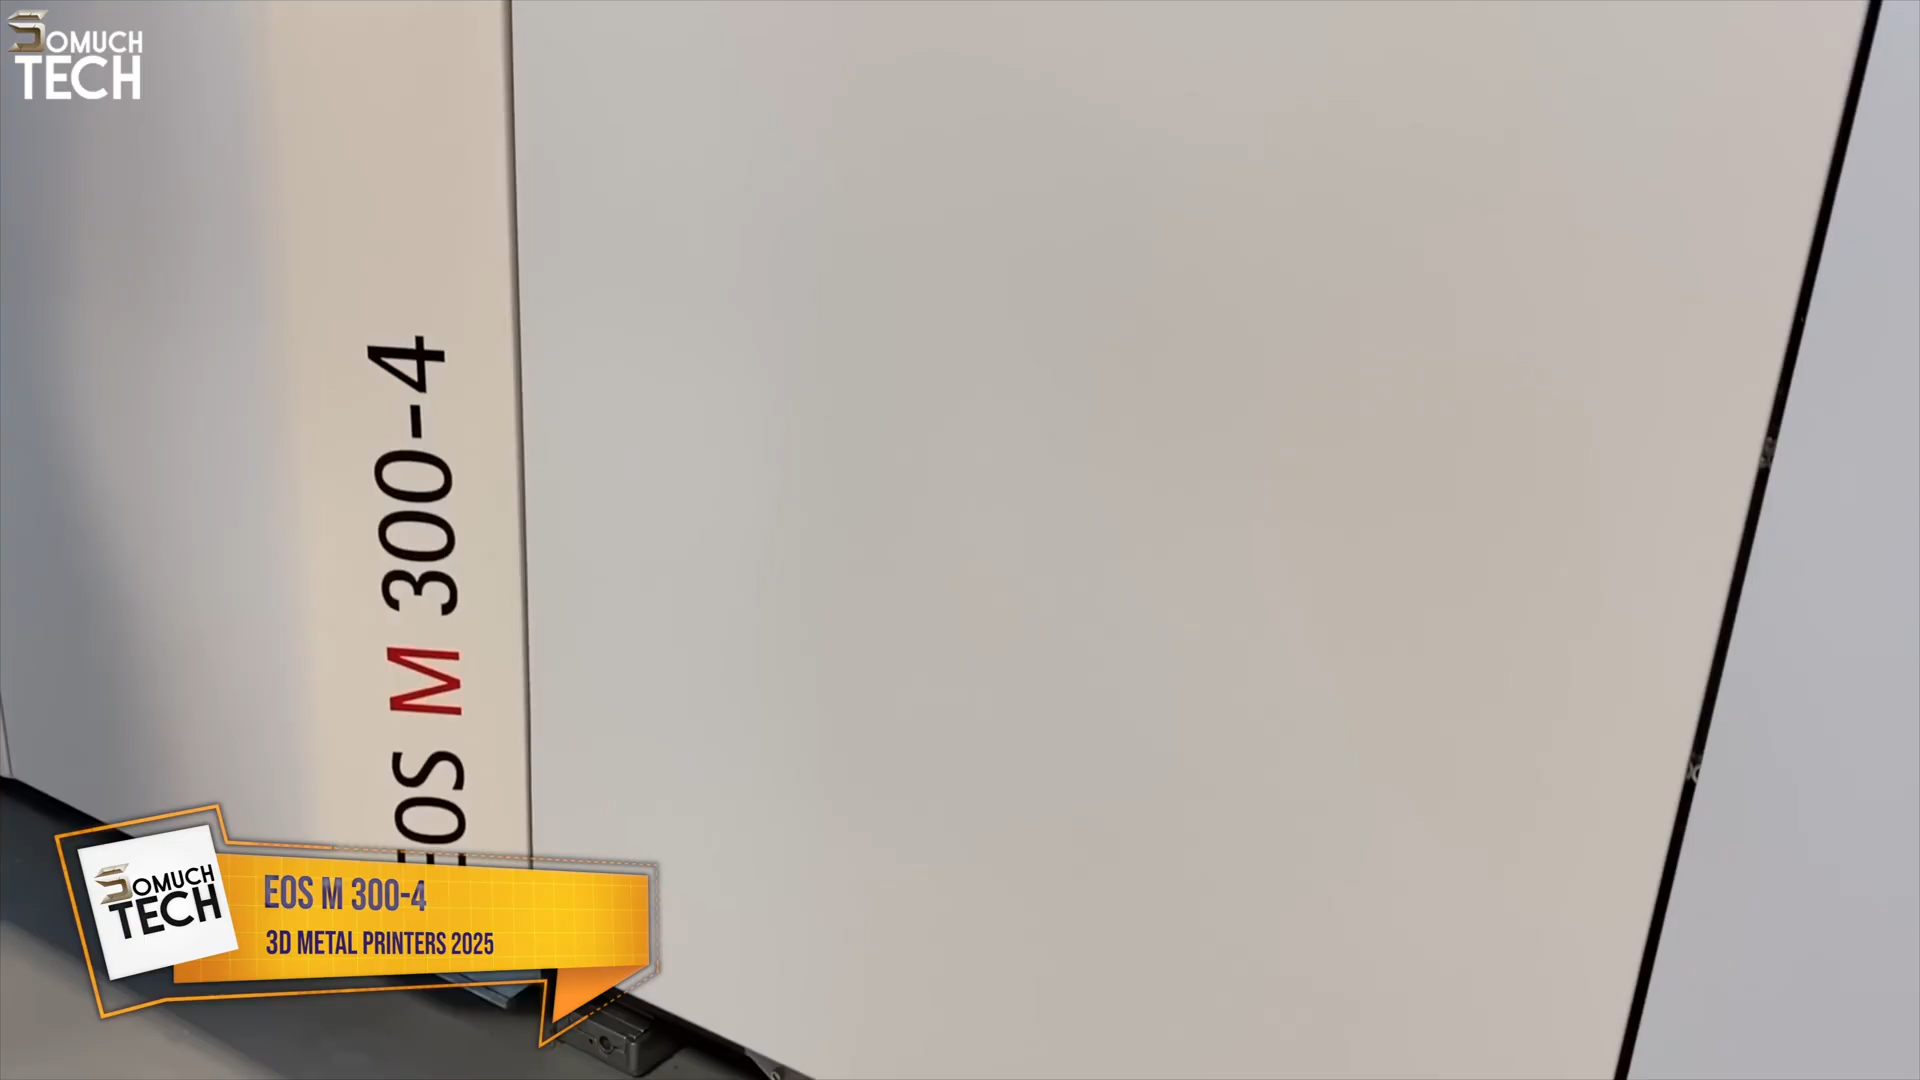 SOMUCH
TECH
EOS M 300-4
SOMUCH
TECH
EOS M 300-4
3D METAL PRINTERS 2025